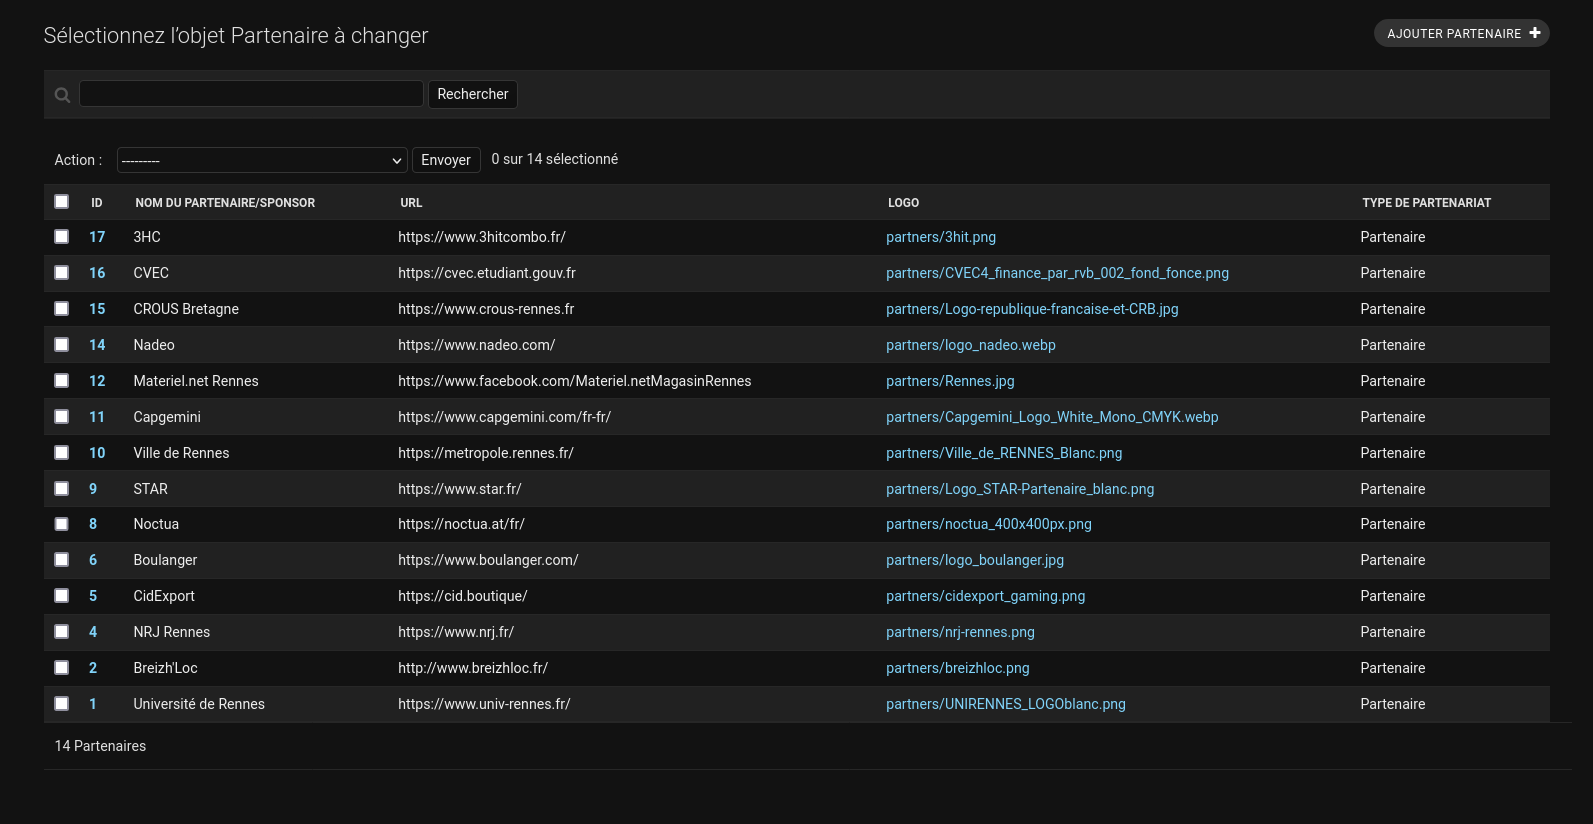 Sélectionnez l’objet Partenaire à changer
AJOUTER PARTENAIRE +
Rechercher
Action : --------- Envoyer 0 sur 14 sélectionné
ID NOM DU PARTENAIRE/SPONSOR URL LOGO TYPE DE PARTENARIAT
17 3HC https://www.3hitcombo.fr/ partners/3hit.png Partenaire
16 CVEC https://cvec.etudiant.gouv.fr partners/CVEC4_finance_par_rvb_002_fond_fonce.png Partenaire
15 CROUS Bretagne https://www.crous-rennes.fr partners/Logo-republique-francaise-et-CRB.jpg Partenaire
14 Nadeo https://www.nadeo.com/ partners/logo_nadeo.webp Partenaire
12 Materiel.net Rennes https://www.facebook.com/Materiel.netMagasinRennes partners/Rennes.jpg Partenaire
11 Capgemini https://www.capgemini.com/fr-fr/ partners/Capgemini_Logo_White_Mono_CMYK.webp Partenaire
10 Ville de Rennes https://metropole.rennes.fr/ partners/Ville_de_RENNES_Blanc.png Partenaire
9 STAR https://www.star.fr/ partners/Logo_STAR-Partenaire_blanc.png Partenaire
8 Noctua https://noctua.at/fr/ partners/noctua_400x400px.png Partenaire
6 Boulanger https://www.boulanger.com/ partners/logo_boulanger.jpg Partenaire
5 CidExport https://cid.boutique/ partners/cidexport_gaming.png Partenaire
4 NRJ Rennes https://www.nrj.fr/ partners/nrj-rennes.png Partenaire
2 Breizh'Loc http://www.breizhloc.fr/ partners/breizhloc.png Partenaire
1 Université de Rennes https://www.univ-rennes.fr/ partners/UNIRENNES_LOGOblanc.png Partenaire
14 Partenaires